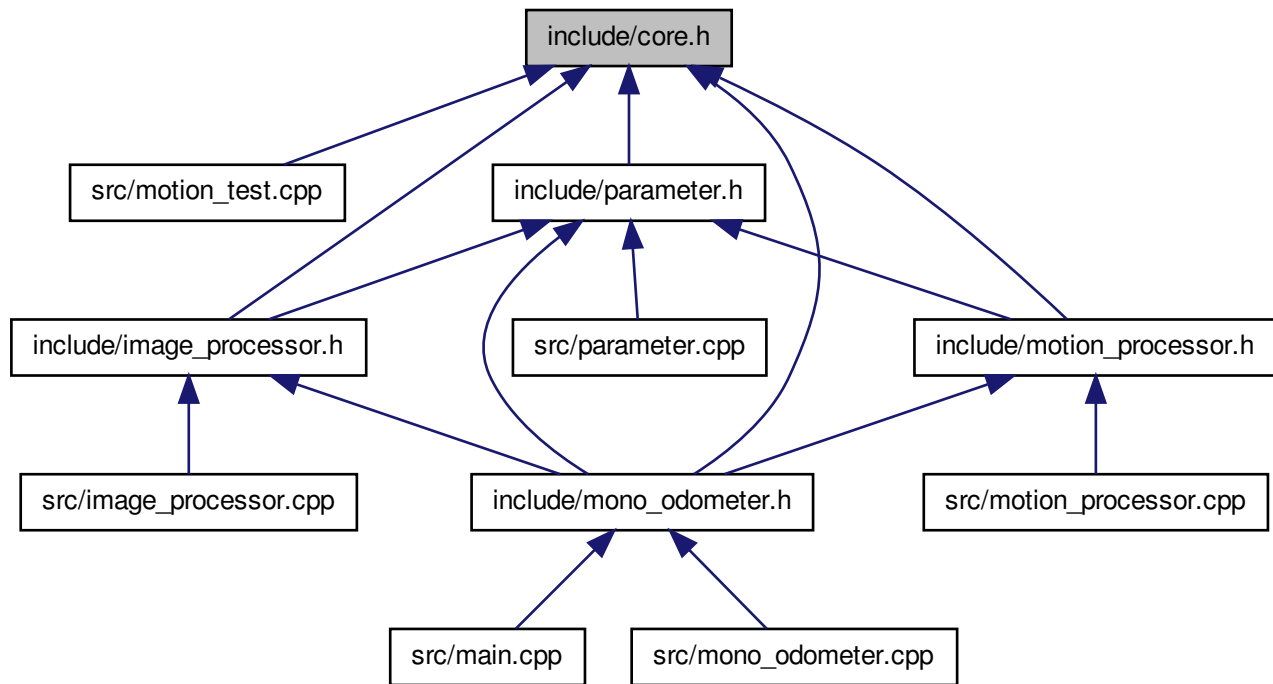 include/core.h
src/motion_test.cpp
include/parameter.h
include/image_processor.h
src/parameter.cpp
include/motion_processor.h
src/image_processor.cpp
include/mono_odometer.h
src/motion_processor.cpp
src/main.cpp
src/mono_odometer.cpp